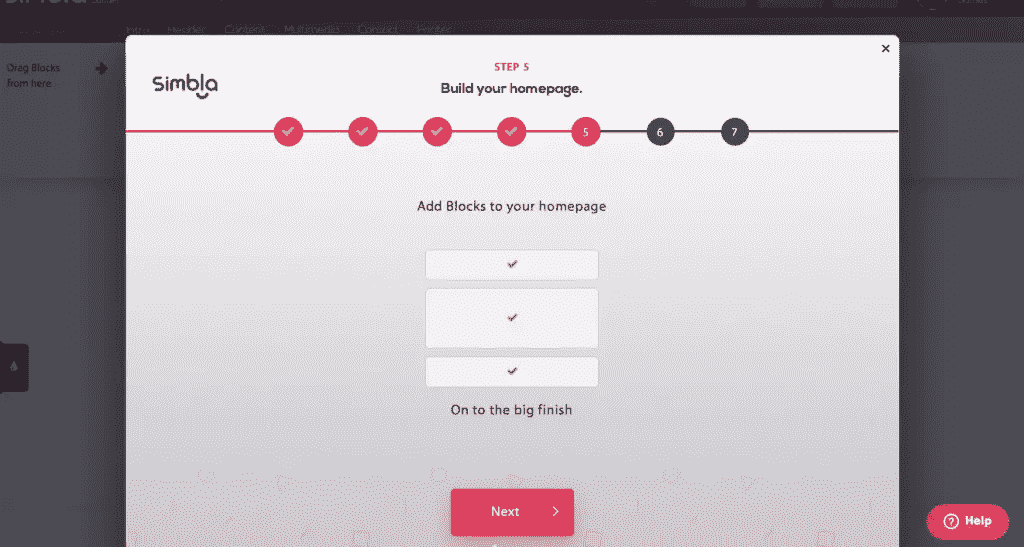 Intro Header Content Multimedia Contact Footer
Drag Blocks
from here
Simbla
STEP 5
Build your homepage.
5 6 7
Add Blocks to your homepage
On to the big finish
Next
Help